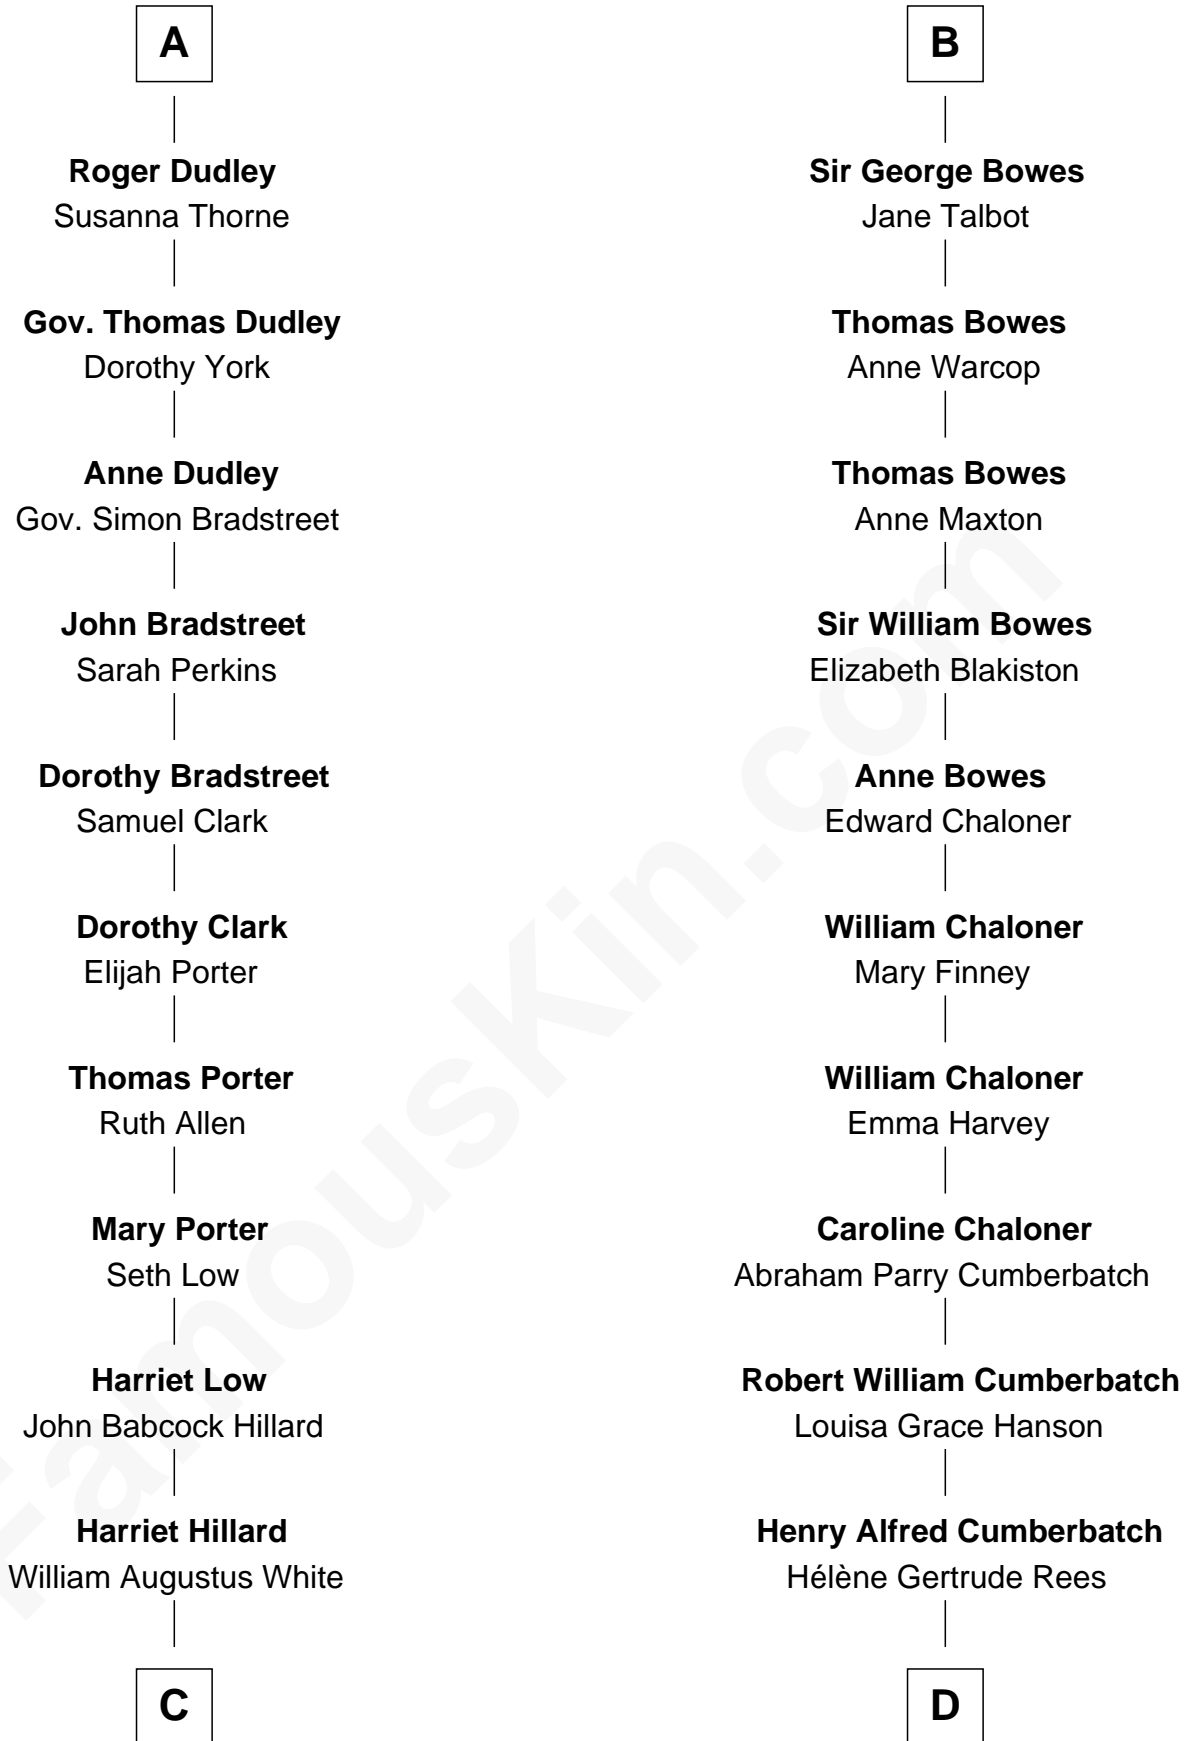 A
Roger Dudley
Susanna Thorne
Gov. Thomas Dudley
Dorothy York
Anne Dudley
Gov. Simon Bradstreet
John Bradstreet
Sarah Perkins
Dorothy Bradstreet
Samuel Clark
Dorothy Clark
Elijah Porter
Thomas Porter
Ruth Allen
Mary Porter
Seth Low
Harriet Low
John Babcock Hillard
Harriet Hillard
William Augustus White
C
B
Sir George Bowes
Jane Talbot
Thomas Bowes
Anne Warcop
Thomas Bowes
Anne Maxton
Sir William Bowes
Elizabeth Blakiston
Anne Bowes
Edward Chaloner
William Chaloner
Mary Finney
William Chaloner
Emma Harvey
Caroline Chaloner
Abraham Parry Cumberbatch
Robert William Cumberbatch
Louisa Grace Hanson
Henry Alfred Cumberbatch
Hélène Gertrude Rees
D
FamousKin.com